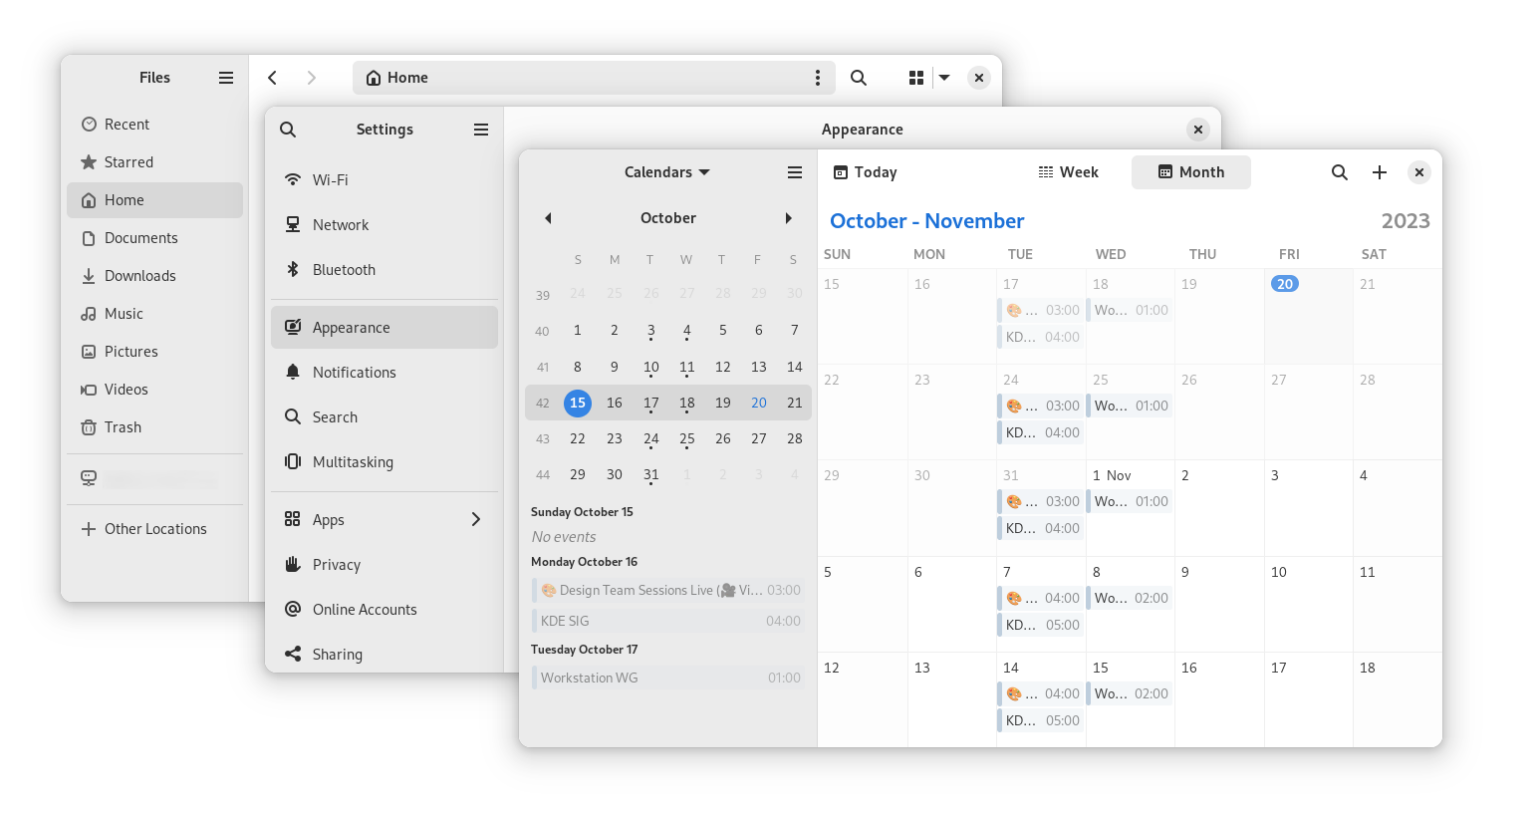 Files
Home
Recent
Starred
Home
Documents
Downloads
Music
Pictures
Videos
Trash
Other Locations
Settings
Appearance
Wi-Fi
Network
Bluetooth
Appearance
Notifications
Search
Multitasking
Apps
Privacy
Online Accounts
Sharing
Calendars
October
S M T W T F S
39 24 25 26 27 28 29 30
40 1 2 3 4 5 6 7
41 8 9 10 11 12 13 14
42 15 16 17 18 19 20 21
43 22 23 24 25 26 27 28
44 29 30 31 1 2 3 4
Sunday October 15
No events
Monday October 16
🎨 Design Team Sessions Live (🎥 Vi... 03:00
KDE SIG 04:00
Tuesday October 17
Workstation WG 01:00
Today Week Month
October - November 2023
SUN MON TUE WED THU FRI SAT
15 16 17 18 19 20 21
🎨 ... 03:00 Wo... 01:00
KD... 04:00
22 23 24 25 26 27 28
🎨 ... 03:00 Wo... 01:00
KD... 04:00
29 30 31 1 Nov 2 3 4
🎨 ... 03:00 Wo... 01:00
KD... 04:00
5 6 7 8 9 10 11
🎨 ... 04:00 Wo... 02:00
KD... 05:00
12 13 14 15 16 17 18
🎨 ... 04:00 Wo... 02:00
KD... 05:00